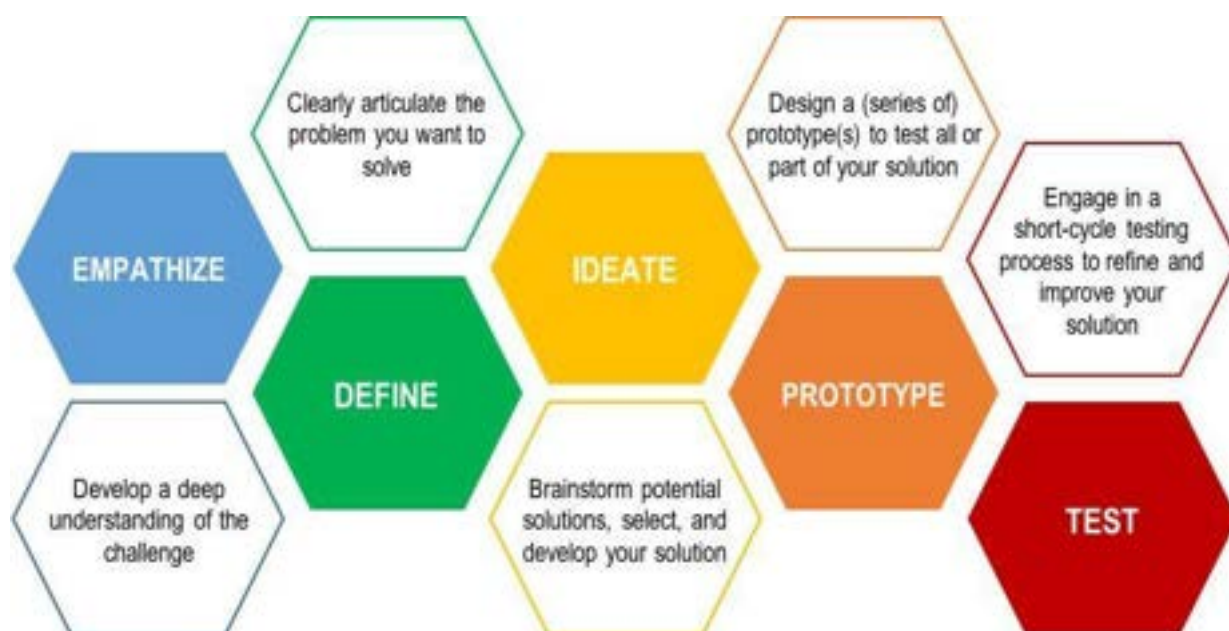 EMPATHIZE
Develop a deep
understanding of the
challenge
Clearly articulate the
problem you want to
solve
DEFINE
IDEATE
Brainstorm potential
solutions, select, and
develop your solution
Design a (series of)
prototype(s) to test all or
part of your solution
PROTOTYPE
Engage in a
short-cycle testing
process to refine and
improve your
solution
TEST